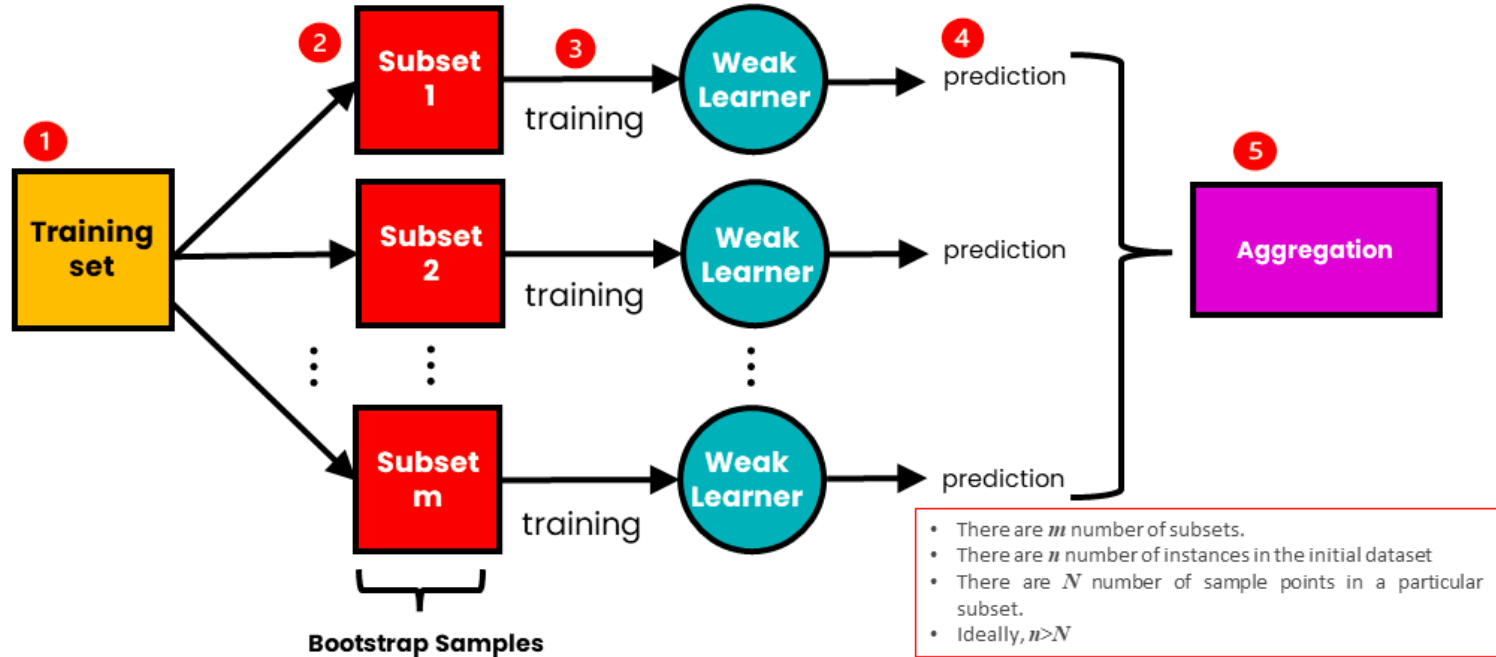 1
Training
set
2
Subset
1
3
training
Weak
Learner
4
prediction
Subset
2
training
Weak
Learner
prediction
Subset
m
training
Weak
Learner
prediction
5
Aggregation
Bootstrap Samples
• There are m number of subsets.
• There are n number of instances in the initial dataset
• There are N number of sample points in a particular
subset.
• Ideally, n>N